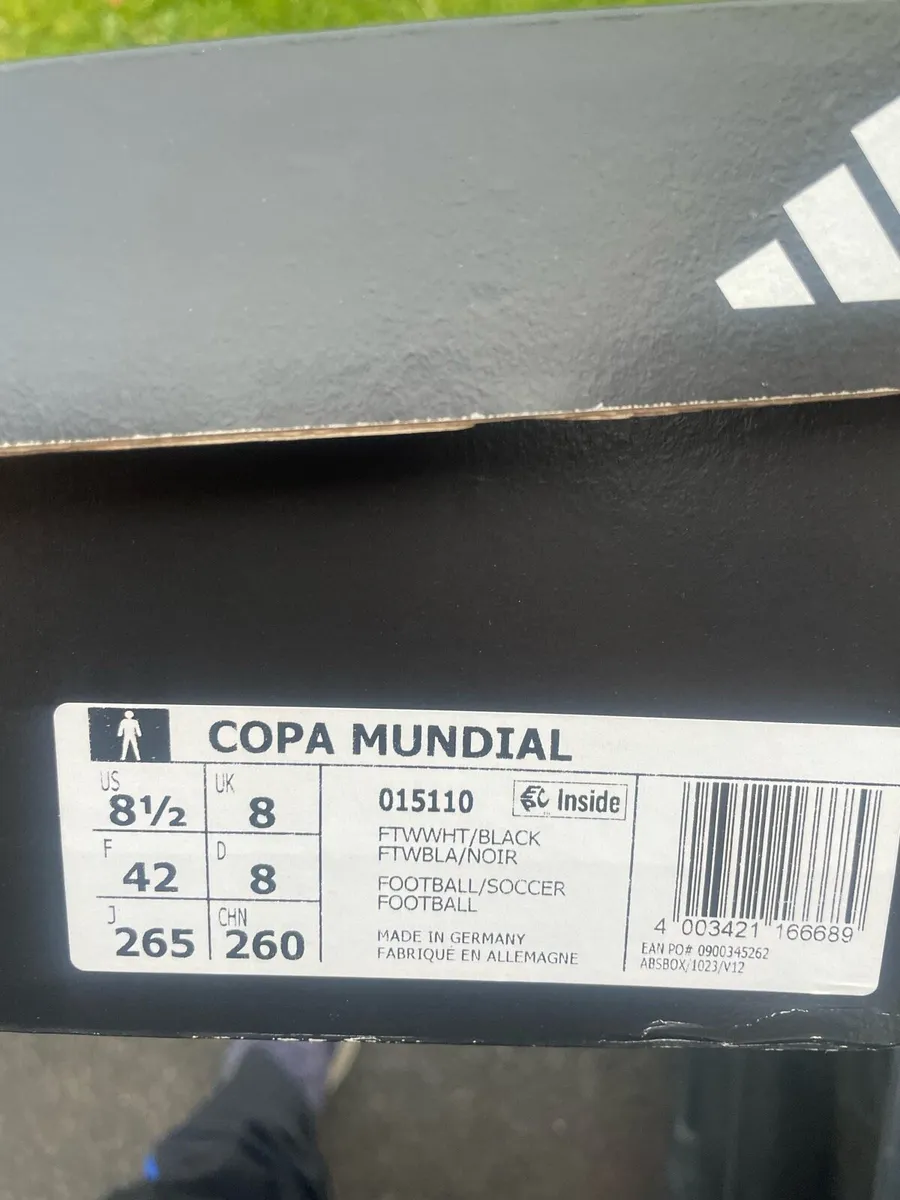 COPA MUNDIAL
US
8½
UK
8
F
42
D
8
J
265
CHN
260
015110
Inside
FTWWHT/BLACK
FTWBLA/NOIR
FOOTBALL/SOCCER
FOOTBALL
MADE IN GERMANY
FABRIQUÉ EN ALLEMAGNE
4 003421 166689
EAN PO# 0900345262
ABSBOX/1023/V12